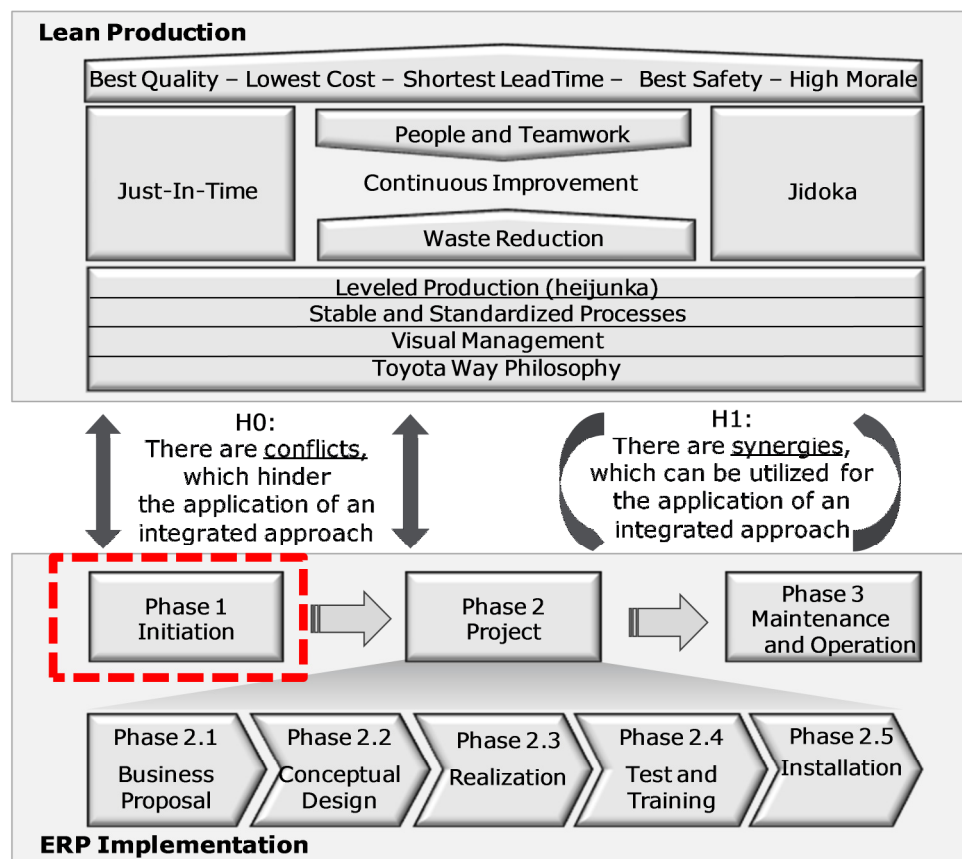 Lean Production
Best Quality – Lowest Cost – Shortest LeadTime – Best Safety – High Morale
Just-In-Time
People and Teamwork
Continuous Improvement
Waste Reduction
Jidoka
Leveled Production (heijunka)
Stable and Standardized Processes
Visual Management
Toyota Way Philosophy
H0:
There are conflicts,
which hinder
the application of an
integrated approach
H1:
There are synergies,
which can be utilized for
the application of an
integrated approach
Phase 1
Initiation
Phase 2
Project
Phase 3
Maintenance
and Operation
Phase 2.1
Business
Proposal
Phase 2.2
Conceptual
Design
Phase 2.3
Realization
Phase 2.4
Test and
Training
Phase 2.5
Installation
ERP Implementation